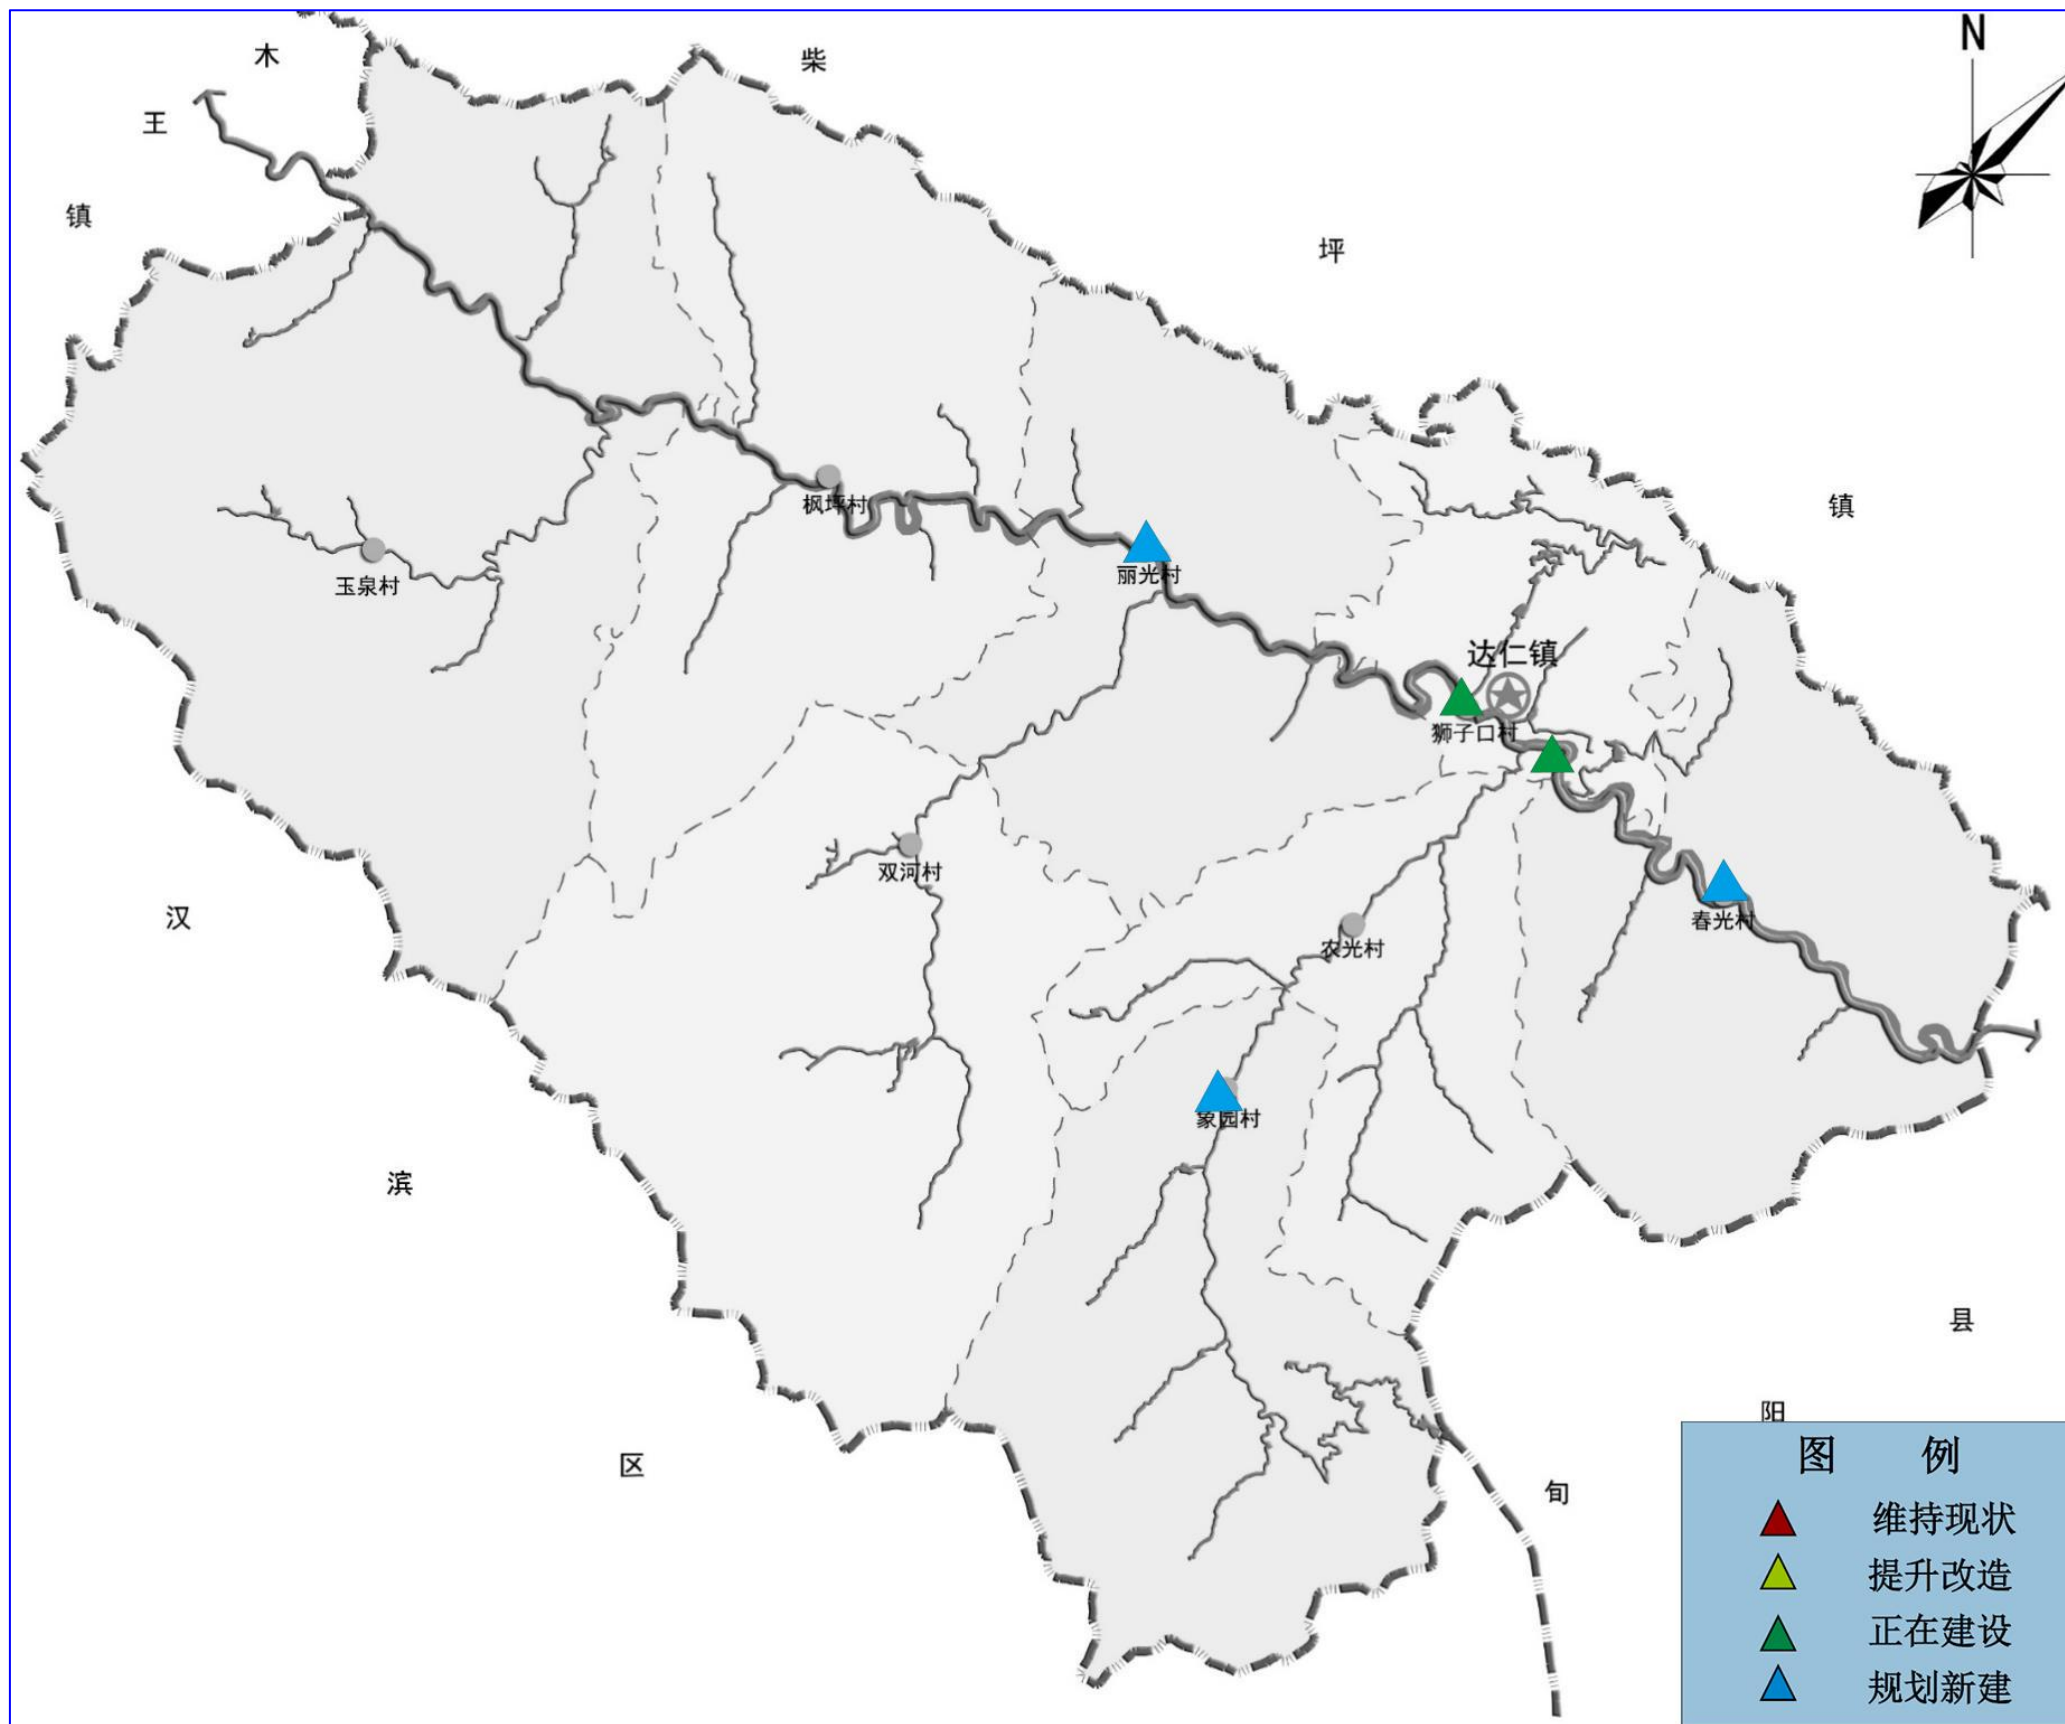 N
木
柴
王
镇
坪
镇
枫坪村
丽光村
玉泉村
达仁镇
狮子口村
双河村
春光村
汉
农光村
象园村
滨
县
区
阳
旬
图 例
维持现状
提升改造
正在建设
规划新建